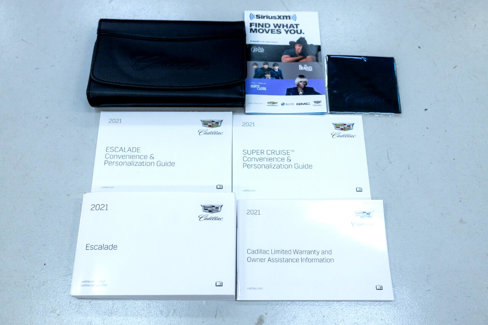 SiriusXM
FIND WHAT
MOVES YOU.
2021
Cadillac
ESCALADE
Convenience &
Personalization Guide
2021
Cadillac
SUPER CRUISE™
Convenience &
Personalization Guide
2021
Cadillac
Escalade
2021
Cadillac Limited Warranty and
Owner Assistance Information